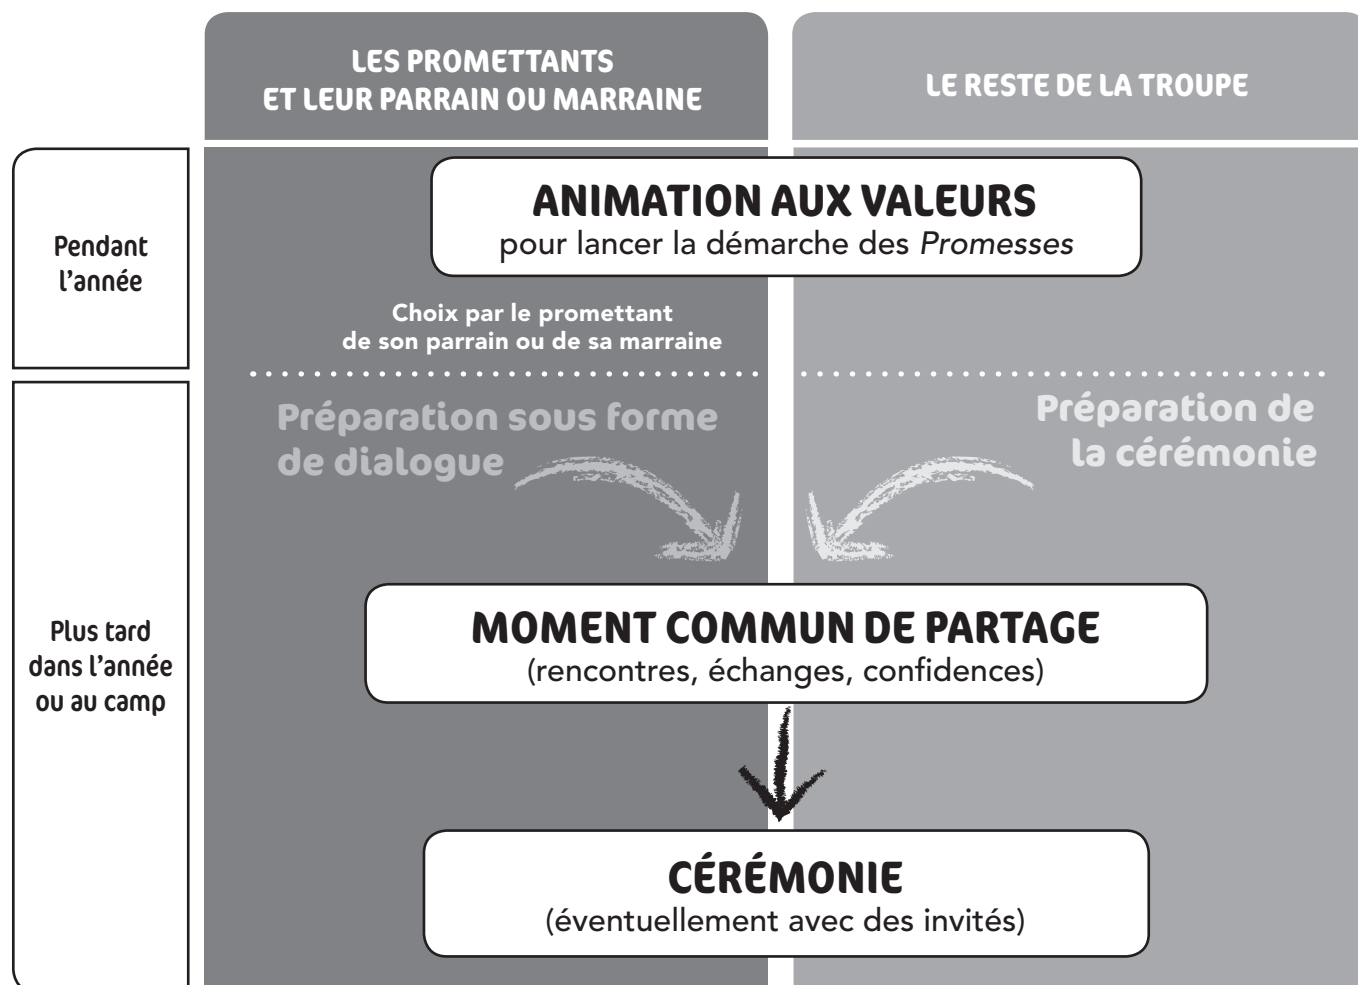 LES PROMETTANTS
ET LEUR PARRAIN OU MARRAINE
LE RESTE DE LA TROUPE
Pendant
l'année
ANIMATION AUX VALEURS
pour lancer la démarche des Promesses
Choix par le promettant
de son parrain ou de sa marraine
Plus tard
dans l'année
ou au camp
Préparation sous forme
de dialogue
Préparation de
la cérémonie
MOMENT COMMUN DE PARTAGE
(rencontres, échanges, confidences)
CÉRÉMONIE
(éventuellement avec des invités)